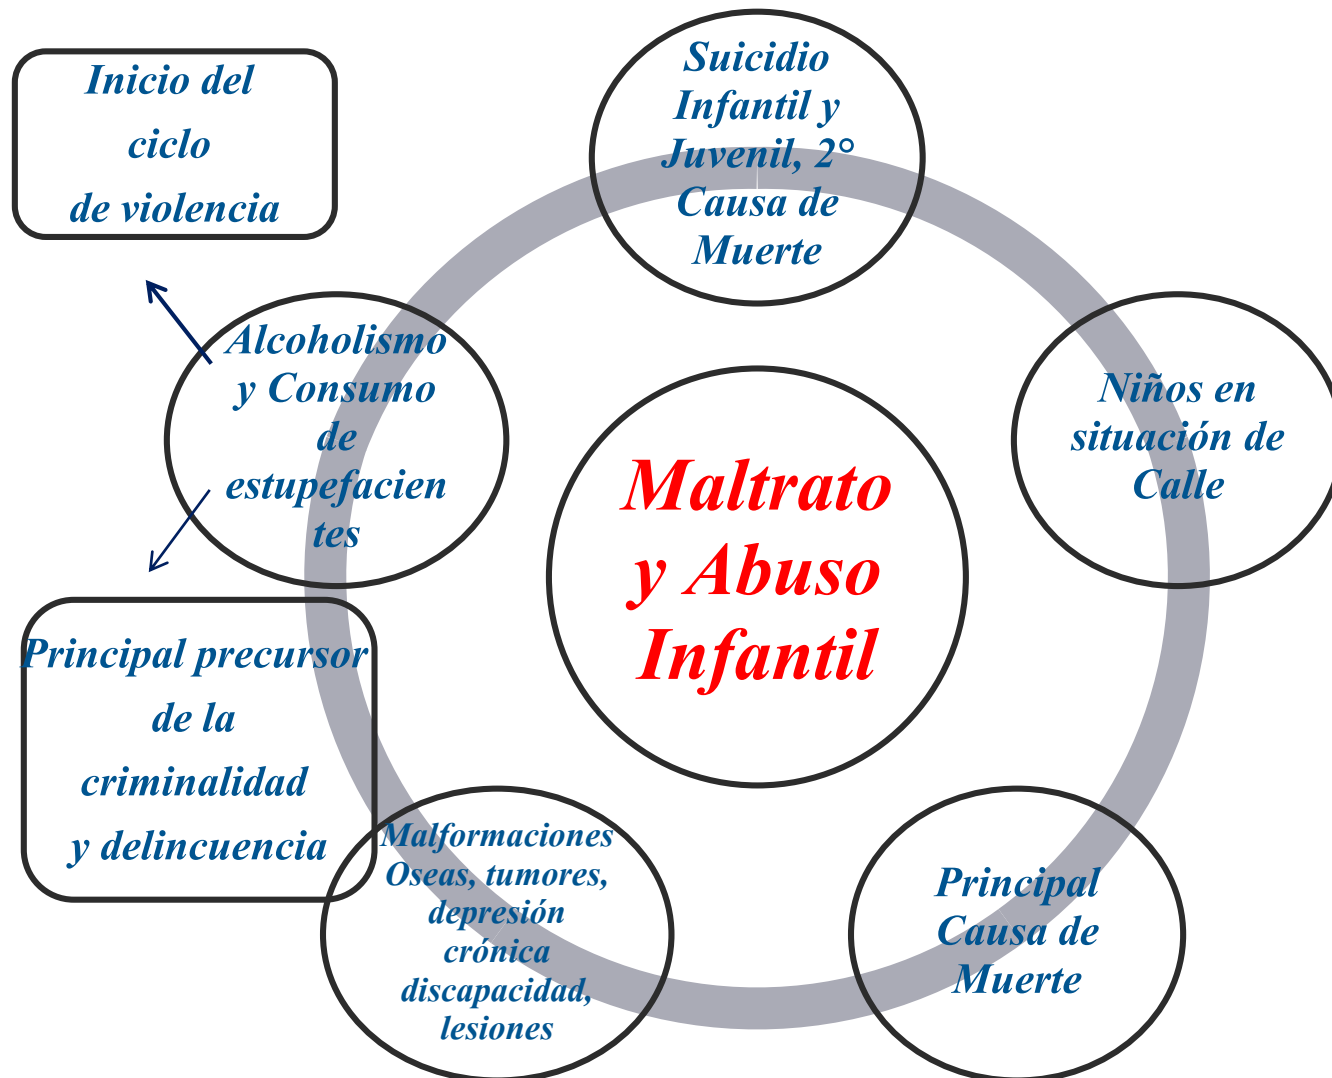 Inicio del
ciclo
de violencia
Suicidio
Infantil y
Juvenil, 2°
Causa de
Muerte
Alcoholismo
y Consumo
de
estupefacien
tes
Niños en
situación de
Calle
Maltrato
y Abuso
Infantil
Principal precursor
de la
criminalidad
y delincuencia
Malformaciones
Oseas, tumores,
depresión
crónica
discapacidad,
lesiones
Principal
Causa de
Muerte